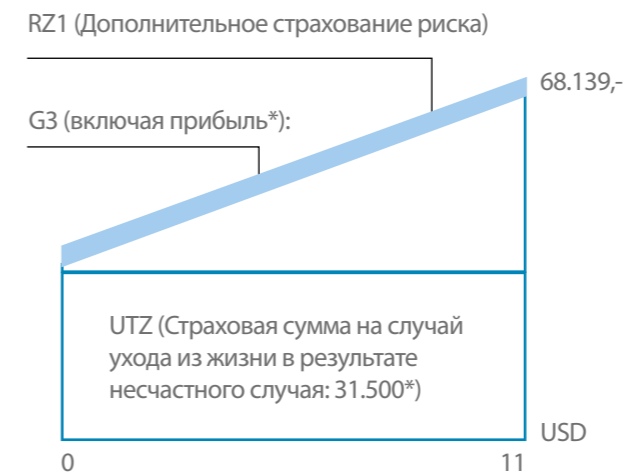 RZ1 (Дополнительное страхование риска)
68.139,-
G3 (включая прибыль*):
UTZ (Страховая сумма на случай
ухода из жизни в результате
несчастного случая: 31.500*)
USD
0
11